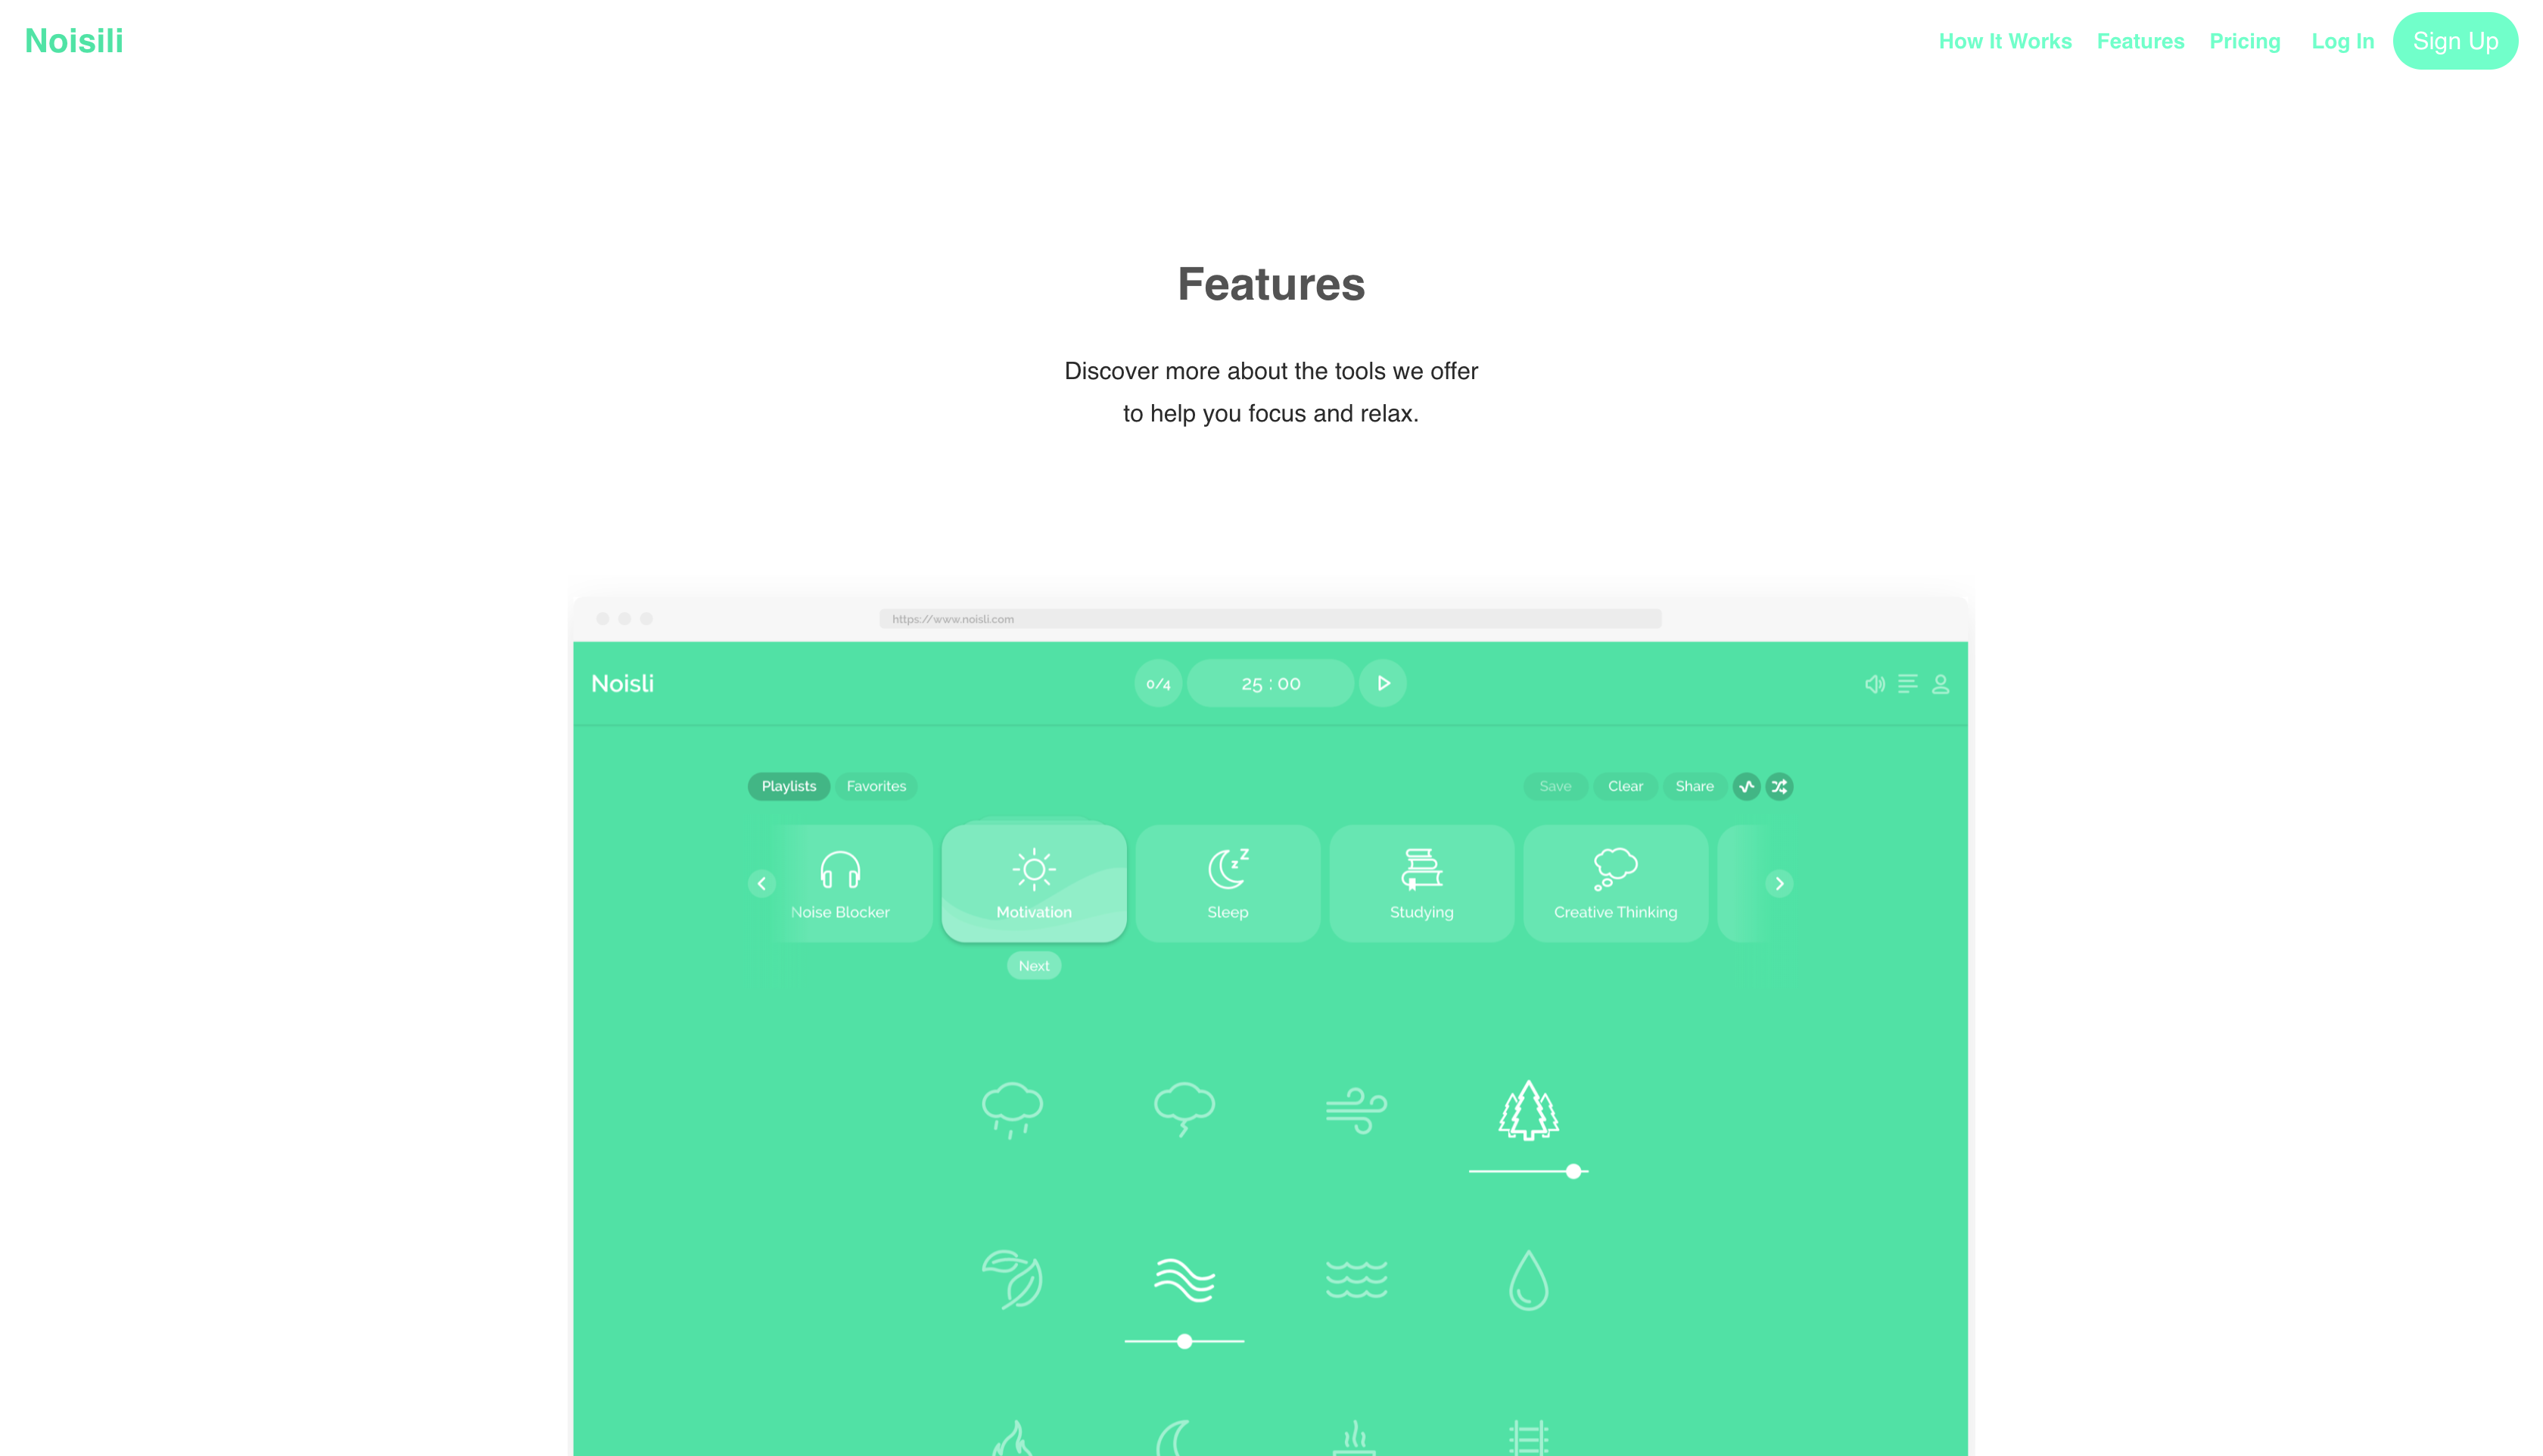 Noisili
How It Works Features Pricing Log In Sign Up
Features
Discover more about the tools we offer
to help you focus and relax.
https://www.noisli.com
Noisli 0/4 25 : 00
Playlists Favorites Save Clear Share
Noise Blocker Motivation Sleep Studying Creative Thinking
Next